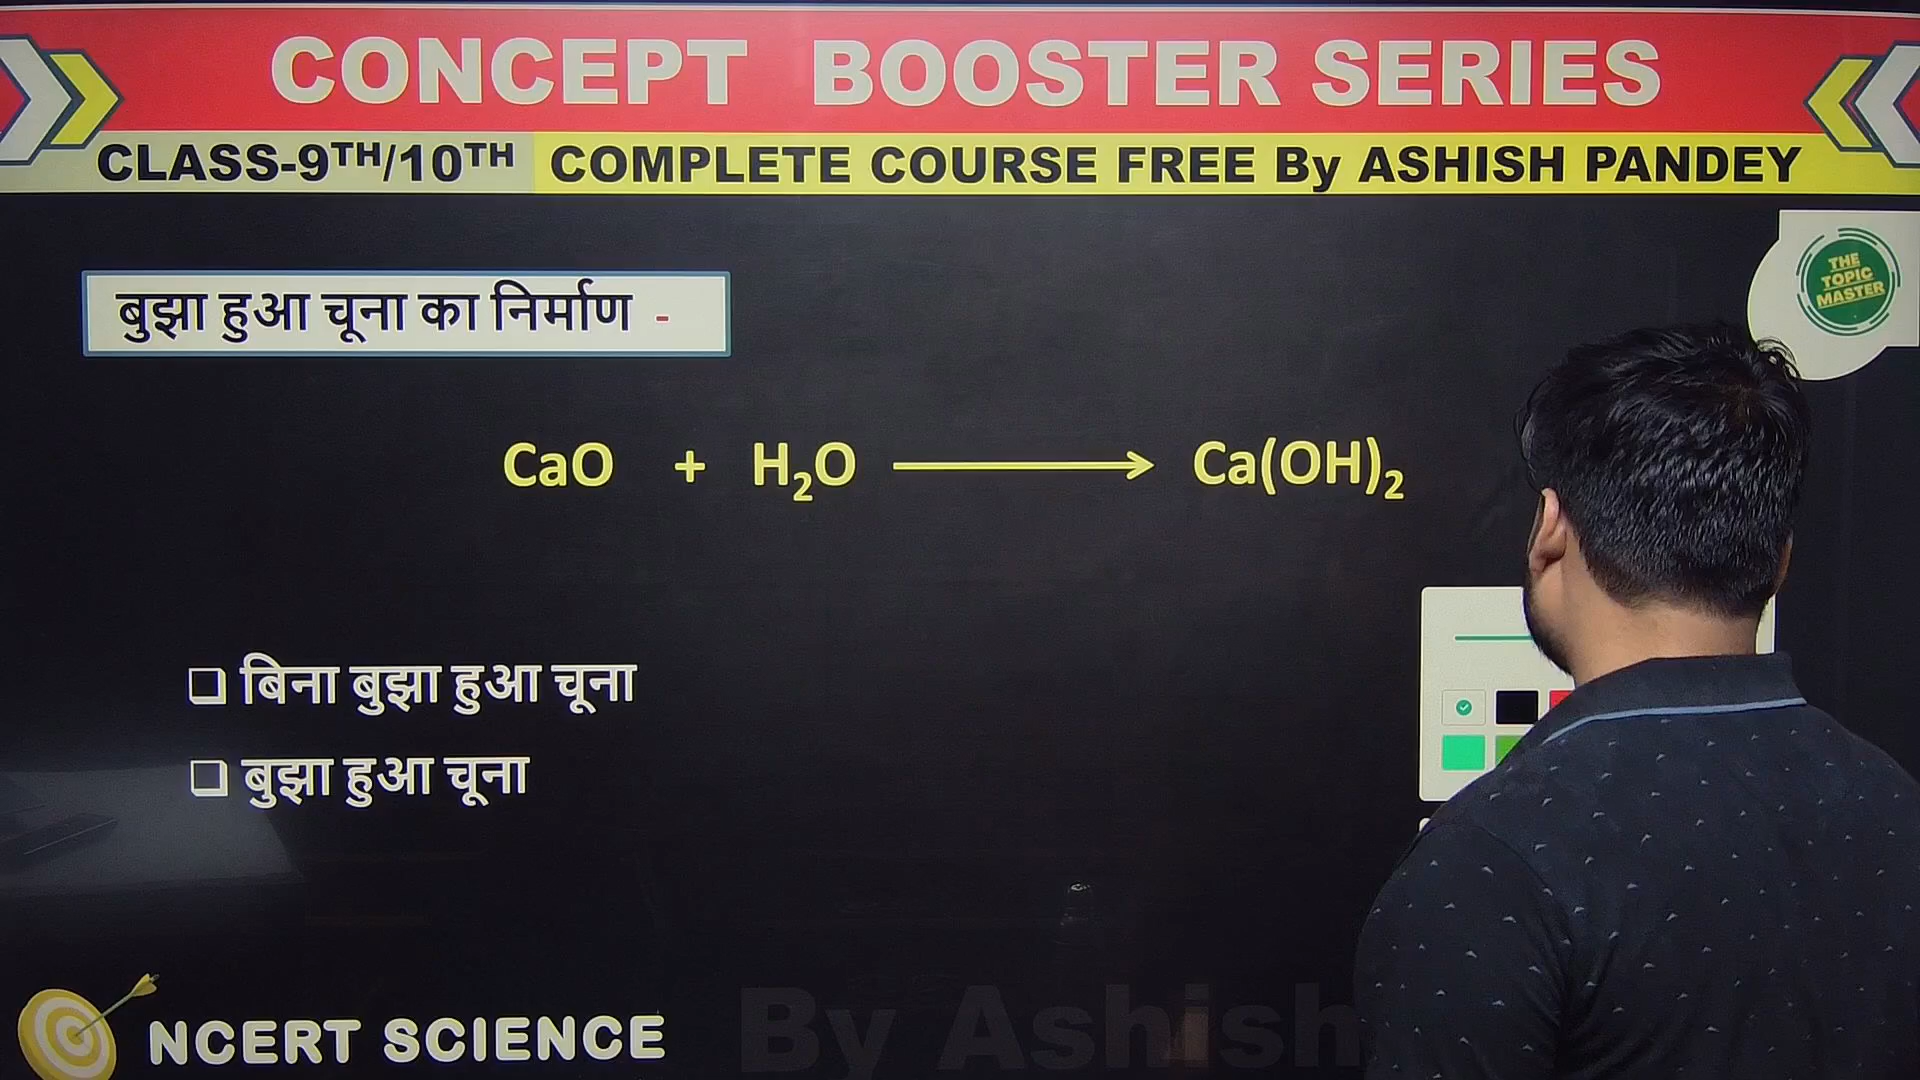 CONCEPT BOOSTER SERIES
CLASS-9TH/10TH COMPLETE COURSE FREE By ASHISH PANDEY
THE
TOPIC
MASTER
बुझा हुआ चूना का निर्माण -
CaO + H₂O ⟶ Ca(OH)₂
❑ बिना बुझा हुआ चूना
❑ बुझा हुआ चूना
NCERT SCIENCE
By Ashish